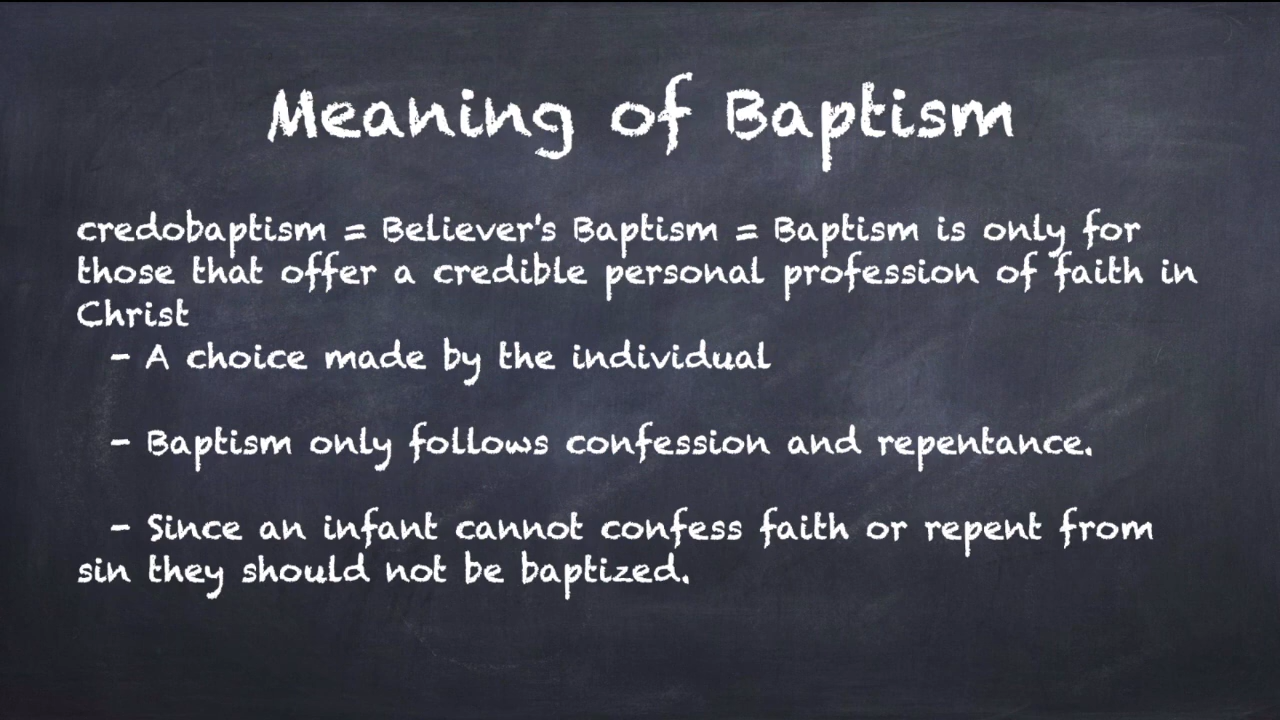 Meaning of Baptism
credobaptism = Believer's Baptism = Baptism is only for
those that offer a credible personal profession of faith in
Christ
- A choice made by the individual
- Baptism only follows confession and repentance.
- Since an infant cannot confess faith or repent from
sin they should not be baptized.